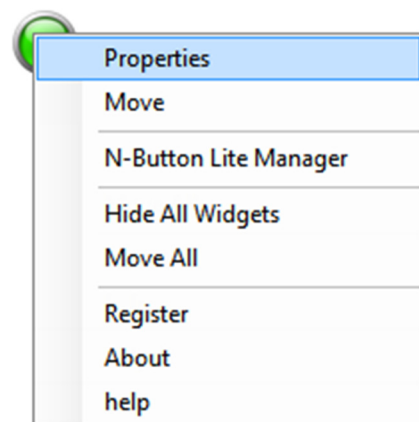 Properties
Move
N-Button Lite Manager
Hide All Widgets
Move All
Register
About
help